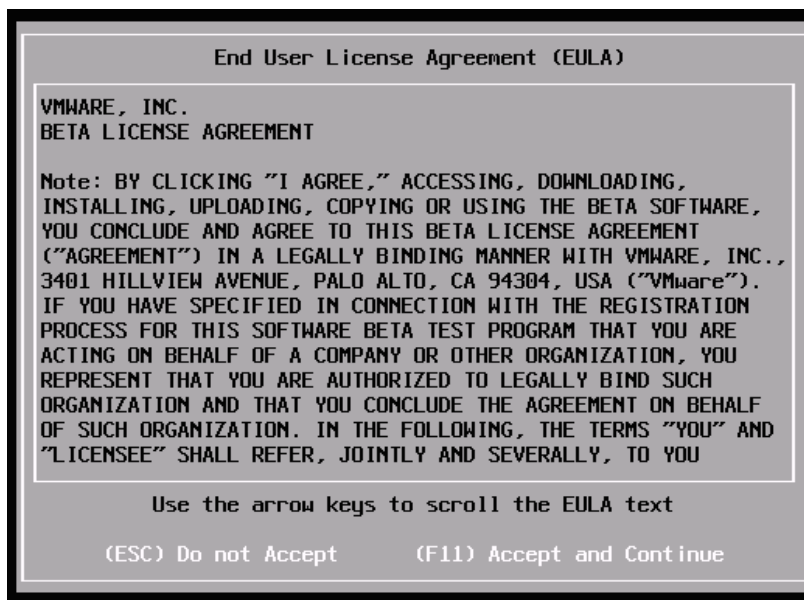 End User License Agreement (EULA)
VMWARE, INC.
BETA LICENSE AGREEMENT
Note: BY CLICKING "I AGREE," ACCESSING, DOWNLOADING,
INSTALLING, UPLOADING, COPYING OR USING THE BETA SOFTWARE,
YOU CONCLUDE AND AGREE TO THIS BETA LICENSE AGREEMENT
("AGREEMENT") IN A LEGALLY BINDING MANNER WITH VMWARE, INC.,
3401 HILLVIEW AVENUE, PALO ALTO, CA 94304, USA ("VMware").
IF YOU HAVE SPECIFIED IN CONNECTION WITH THE REGISTRATION
PROCESS FOR THIS SOFTWARE BETA TEST PROGRAM THAT YOU ARE
ACTING ON BEHALF OF A COMPANY OR OTHER ORGANIZATION, YOU
REPRESENT THAT YOU ARE AUTHORIZED TO LEGALLY BIND SUCH
ORGANIZATION AND THAT YOU CONCLUDE THE AGREEMENT ON BEHALF
OF SUCH ORGANIZATION. IN THE FOLLOWING, THE TERMS "YOU" AND
"LICENSEE" SHALL REFER, JOINTLY AND SEVERALLY, TO YOU
Use the arrow keys to scroll the EULA text
(ESC) Do not Accept (F11) Accept and Continue